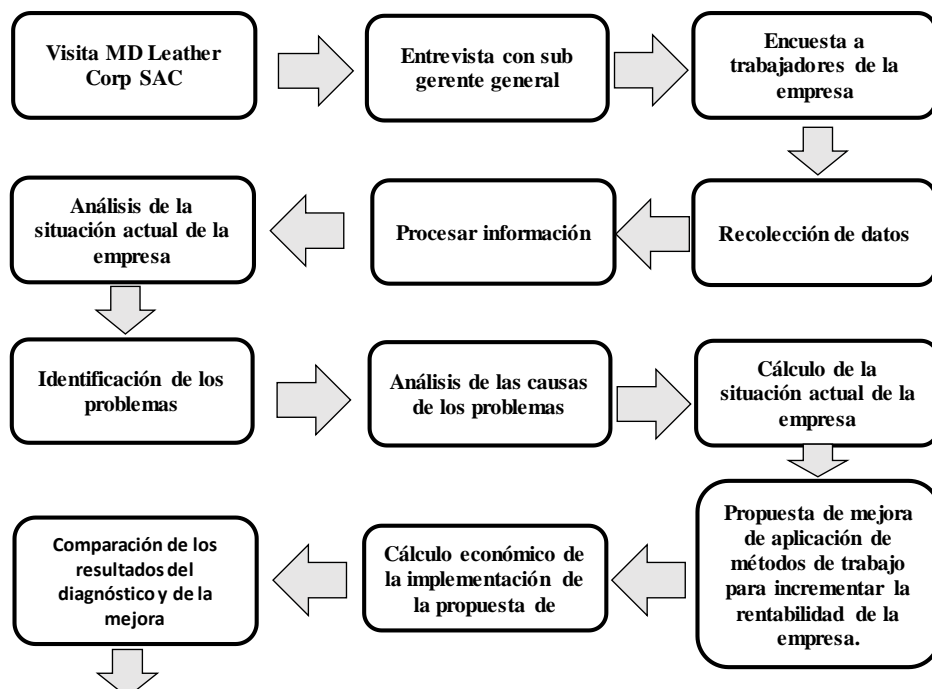 Visita MD Leather
Corp SAC
Entrevista con sub
gerente general
Encuesta a
trabajadores de la
empresa
Recolección de datos
Procesar información
Análisis de la
situación actual de la
empresa
Identificación de los
problemas
Análisis de las causas
de los problemas
Cálculo de la
situación actual de la
empresa
Propuesta de mejora
de aplicación de
métodos de trabajo
para incrementar la
rentabilidad de la
empresa.
Cálculo económico de
la implementación de
la propuesta de
Comparación de los
resultados del
diagnóstico y de la
mejora